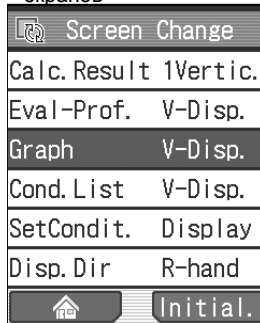 Screen Change
Calc.Result 1Vertic.
Eval-Prof. V-Disp.
Graph V-Disp.
Cond.List V-Disp.
SetCondit. Display
Disp.Dir R-hand
Initial.